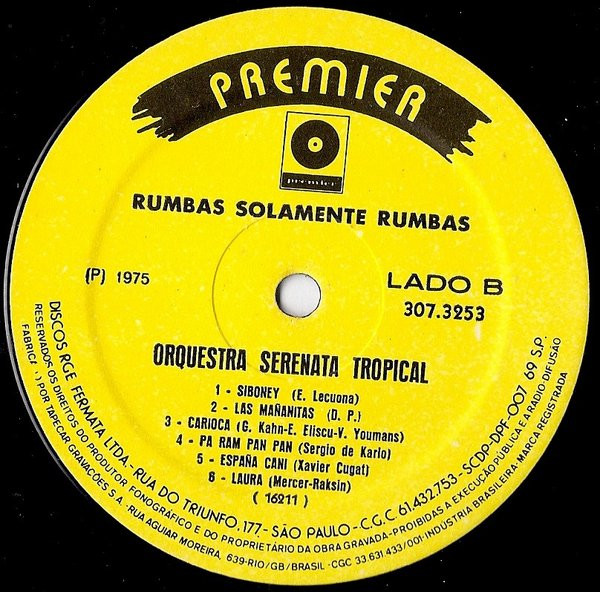 PREMIER
premier
RUMBAS SOLAMENTE RUMBAS
(P) 1975
LADO B
307.3253
ORQUESTRA SERENATA TROPICAL
1 - SIBONEY (E. Lecuona)
2 - LAS MAÑANITAS (D. P.)
3 - CARIOCA (G. Kahn-E. Eliscu-V. Youmans)
4 - PA RAM PAN PAN (Sergio de Karlo)
5 - ESPAÑA CANI (Xavier Cugat)
6 - LAURA (Mercer-Raksin)
( 16211 )
DISCOS RGE FERMATA LTDA.-RUA DO TRIUNFO, 177-SÃO PAULO-C.G.C 61.432.753-SCDP-DPF-007 69 S.P.
RESERVADOS OS DIREITOS DO PRODUTOR FONOGRÁFICO E DO PROPRIETÁRIO DA OBRA GRAVADA-PROIBIDAS A EXECUÇÃO PÚBLICA E A RADIO-DIFUSÃO
POR TAPECAR GRAVAÇÕES S A. RUA AGUIAR MOREIRA, 639-RIO/GB/BRASIL-CGC 33 631 433/001-INDÚSTRIA BRASILEIRA-MARCA REGISTRADA